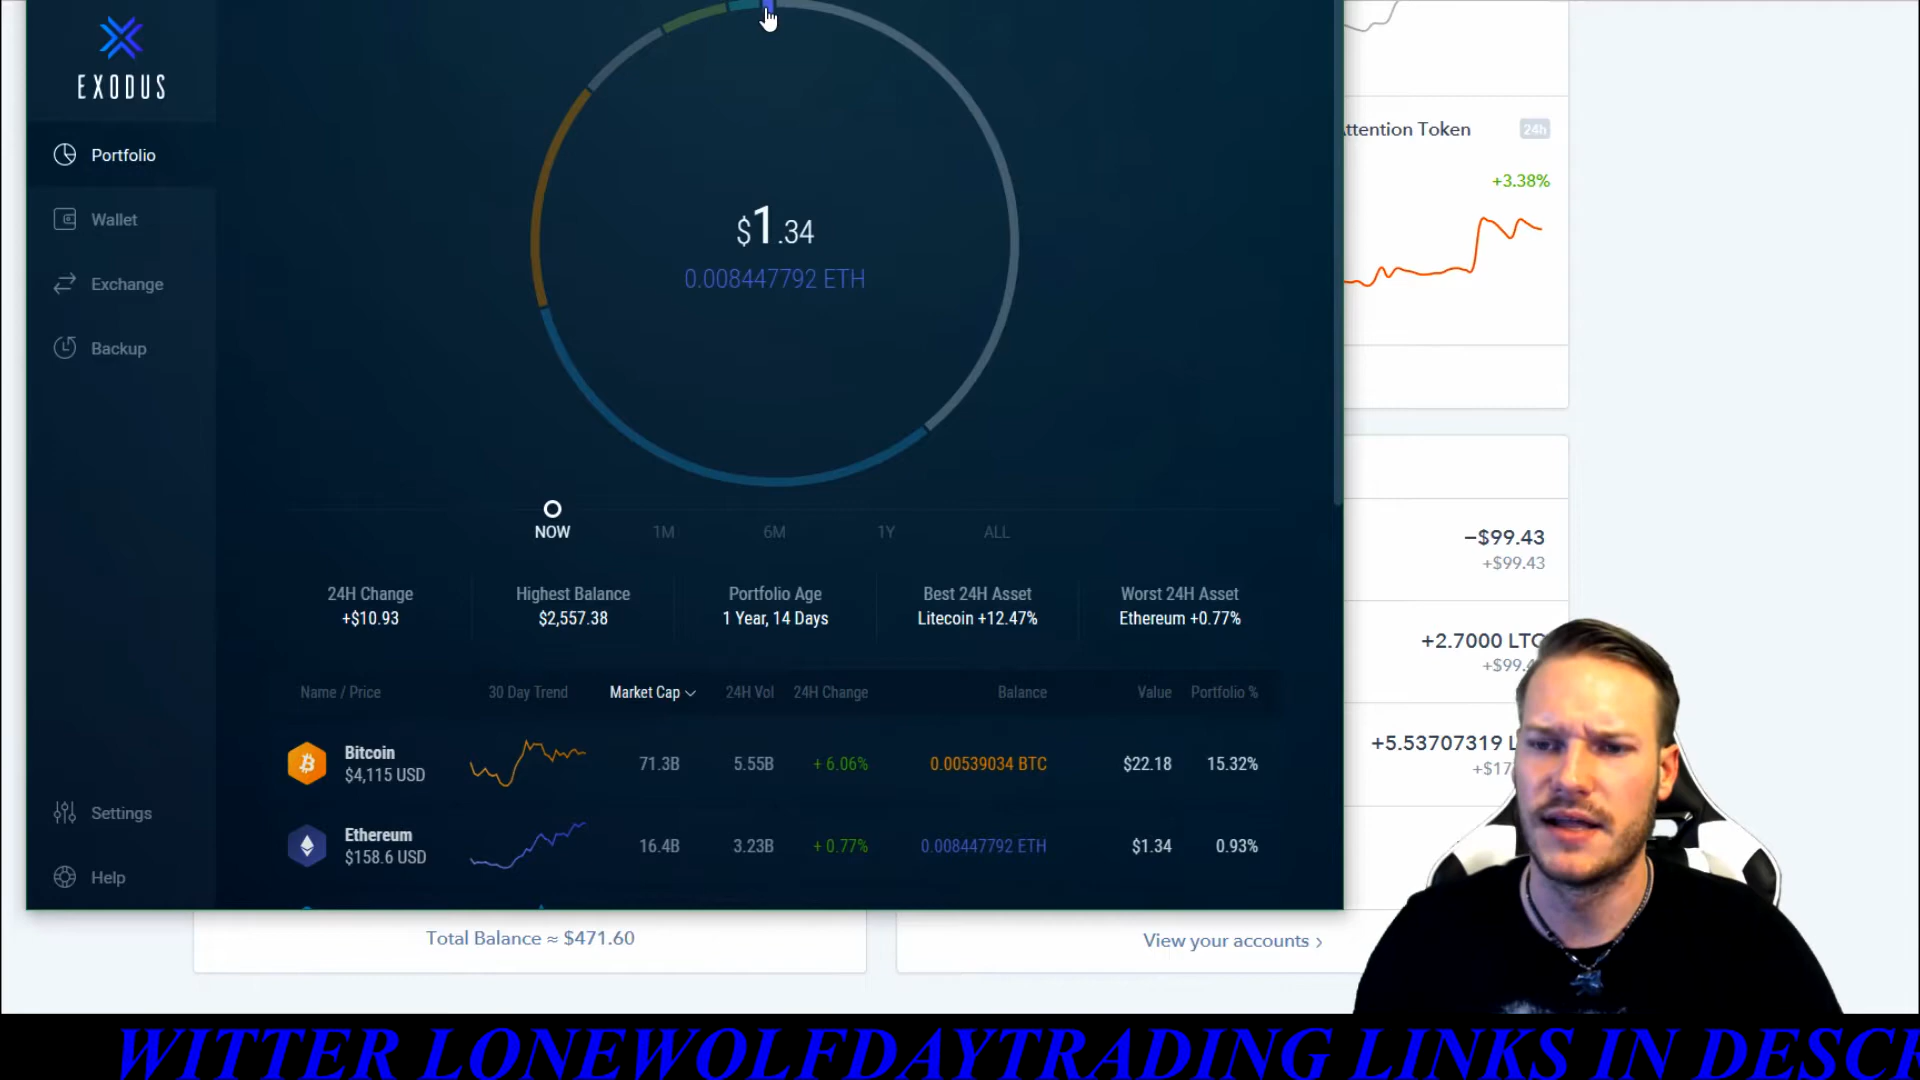 EXODUS
Portfolio
Wallet
Exchange
Backup
Settings
Help
$1.34
0.008447792 ETH
NOW 1M 6M 1Y ALL
24H Change
+$10.93
Highest Balance
$2,557.38
Portfolio Age
1 Year, 14 Days
Best 24H Asset
Litecoin +12.47%
Worst 24H Asset
Ethereum +0.77%
Name / Price 30 Day Trend Market Cap 24H Vol 24H Change Balance Value Portfolio %
Bitcoin
$4,115 USD
71.3B 5.55B + 6.06% 0.00539034 BTC $22.18 15.32%
Ethereum
$158.6 USD
16.4B 3.23B + 0.77% 0.008447792 ETH $1.34 0.93%
ttention Token 24h
+3.38%
−$99.43
+$99.43
+2.7000 LTC
+$99.4
+5.53707319 L
+$17
Total Balance ≈ $471.60
View your accounts ›
WITTER LONEWOLFDAYTRADING LINKS IN DESCR